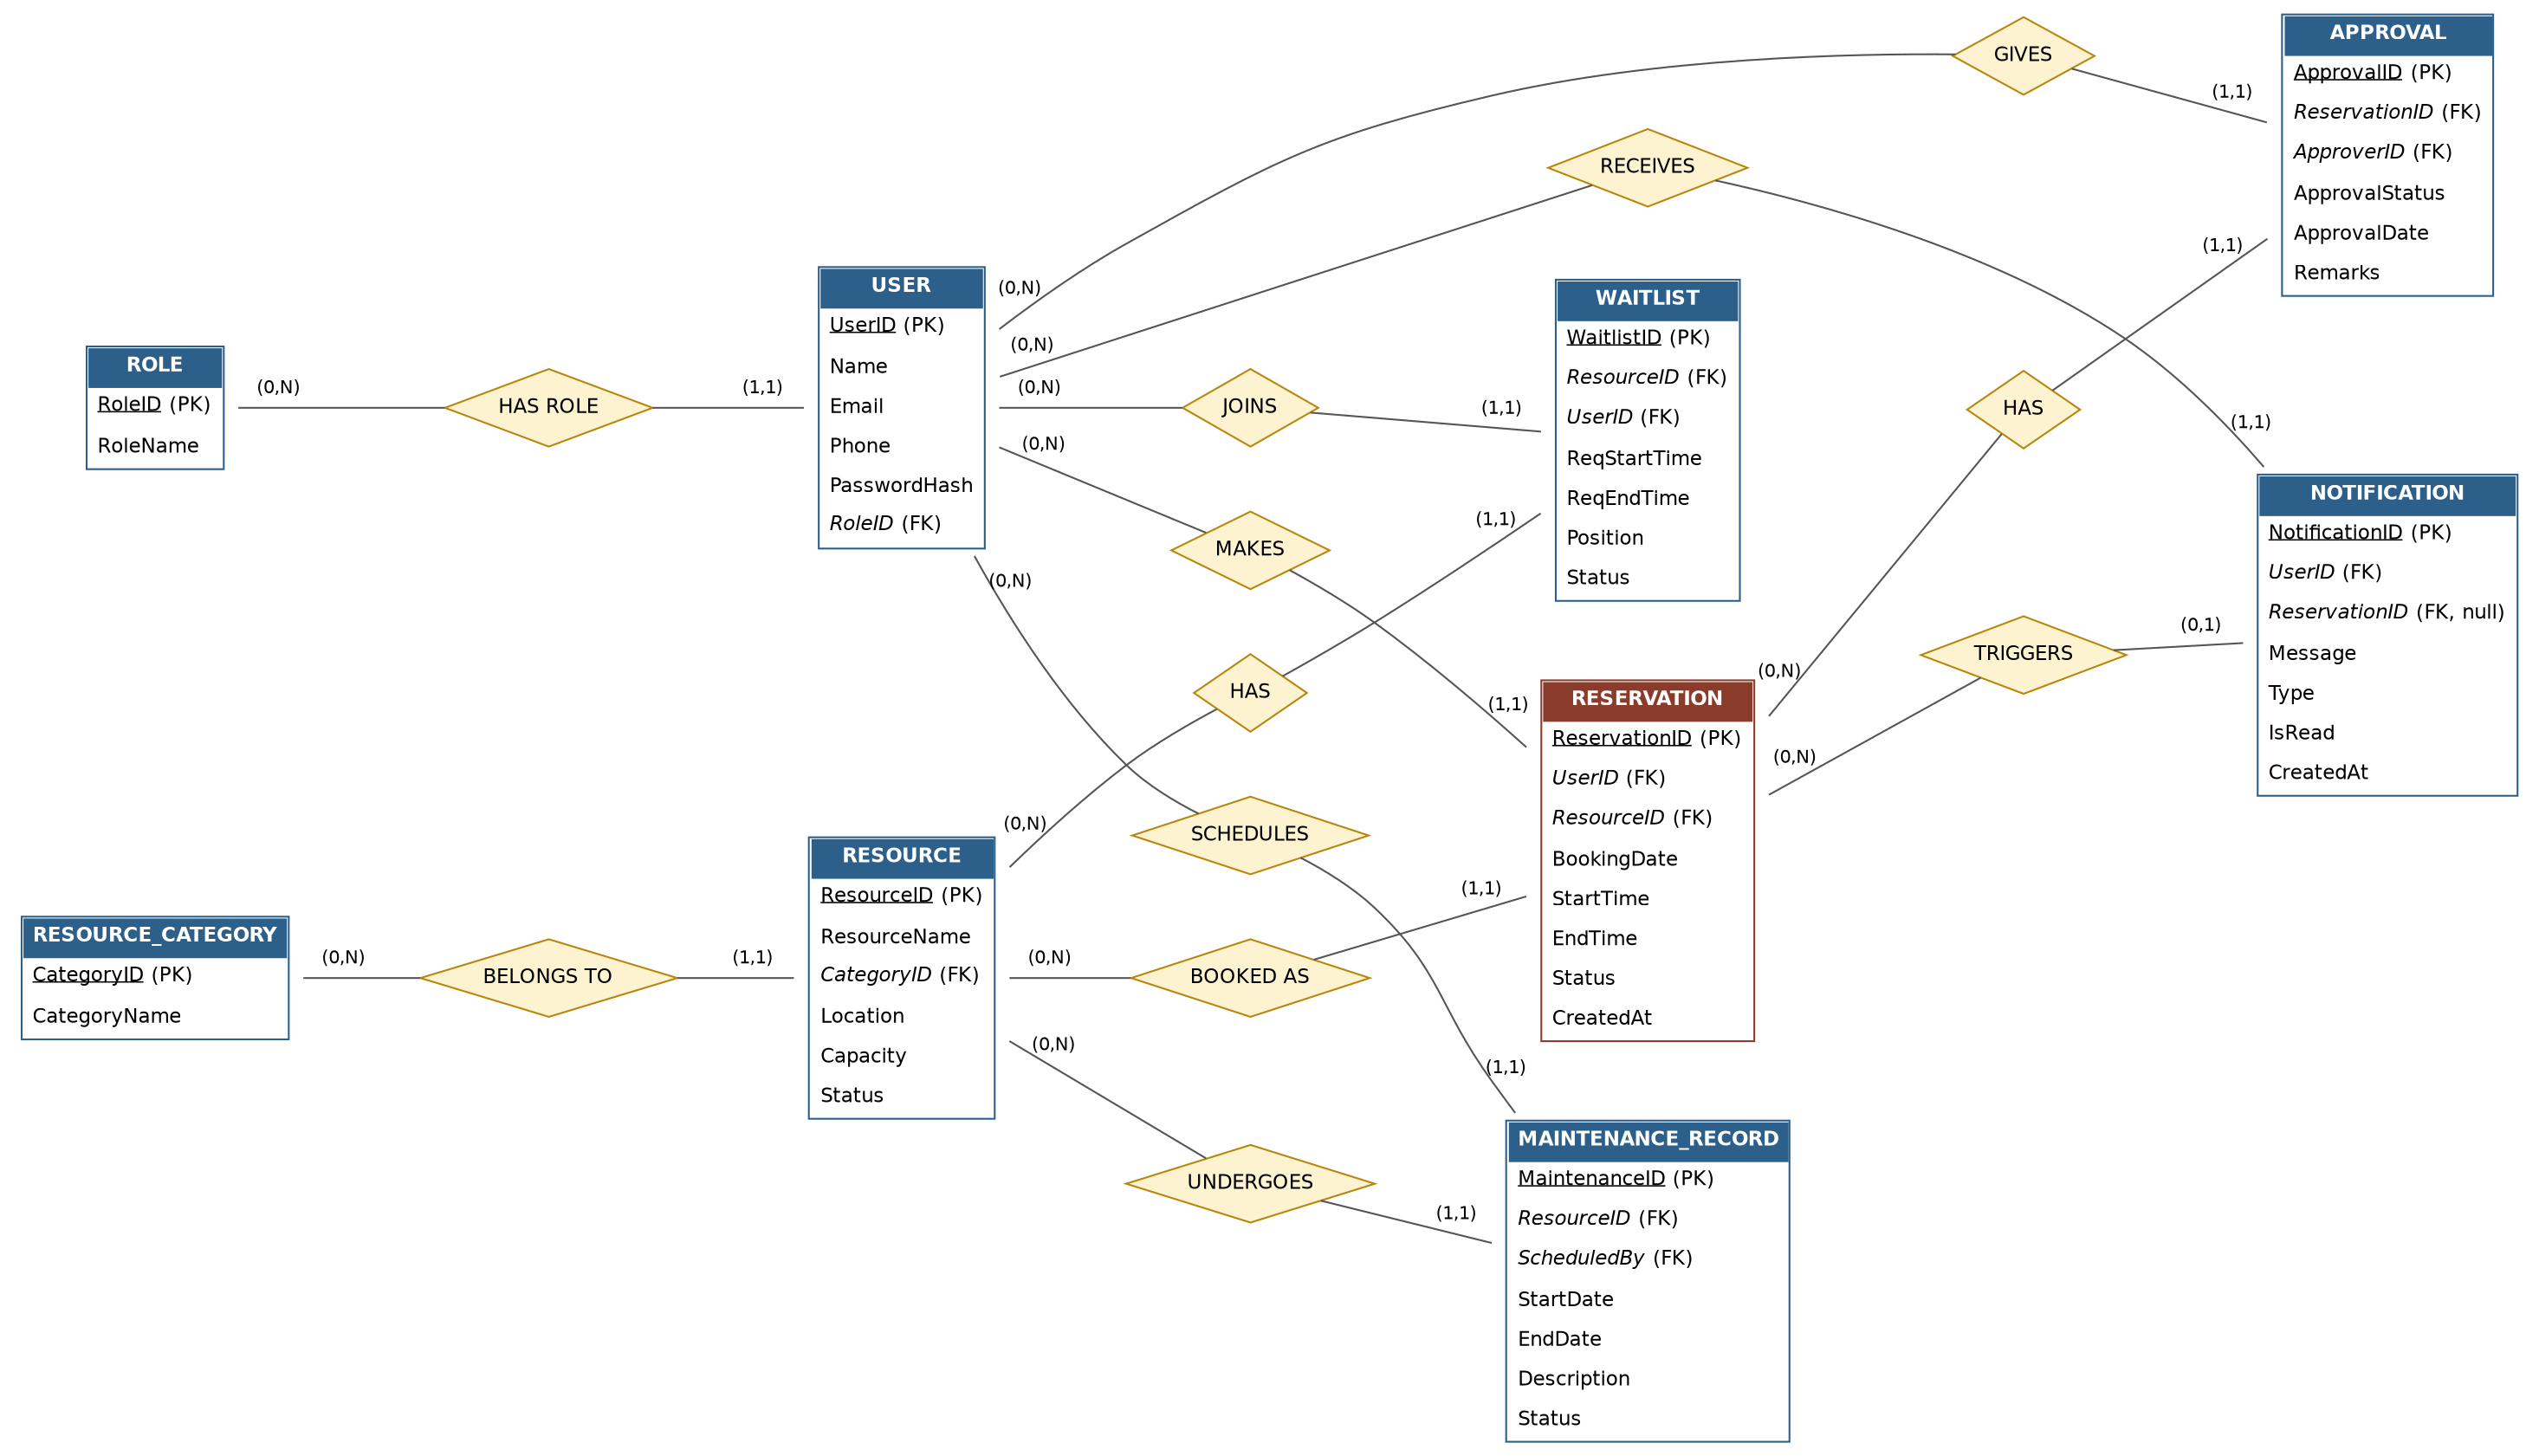 ROLE
RoleID (PK)
RoleName
(0,N)
HAS ROLE
(1,1)
RESOURCE_CATEGORY
CategoryID (PK)
CategoryName
(0,N)
BELONGS TO
(1,1)
USER
UserID (PK)
Name
Email
Phone
PasswordHash
RoleID (FK)
(0,N)
(0,N)
(0,N)
(0,N)
(0,N)
RESOURCE
ResourceID (PK)
ResourceName
CategoryID (FK)
Location
Capacity
Status
(0,N)
(0,N)
(0,N)
JOINS
(1,1)
MAKES
(1,1)
HAS
(1,1)
SCHEDULES
(1,1)
BOOKED AS
(1,1)
UNDERGOES
(1,1)
RECEIVES
(1,1)
WAITLIST
WaitlistID (PK)
ResourceID (FK)
UserID (FK)
ReqStartTime
ReqEndTime
Position
Status
RESERVATION
ReservationID (PK)
UserID (FK)
ResourceID (FK)
BookingDate
StartTime
EndTime
Status
CreatedAt
(0,N)
(0,N)
MAINTENANCE_RECORD
MaintenanceID (PK)
ResourceID (FK)
ScheduledBy (FK)
StartDate
EndDate
Description
Status
GIVES
(1,1)
HAS
(1,1)
TRIGGERS
(0,1)
APPROVAL
ApprovalID (PK)
ReservationID (FK)
ApproverID (FK)
ApprovalStatus
ApprovalDate
Remarks
NOTIFICATION
NotificationID (PK)
UserID (FK)
ReservationID (FK, null)
Message
Type
IsRead
CreatedAt